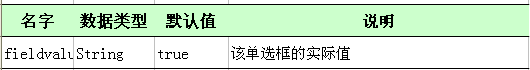 名字 数据类型 默认值 说明
fieldvalu String true 该单选框的实际值